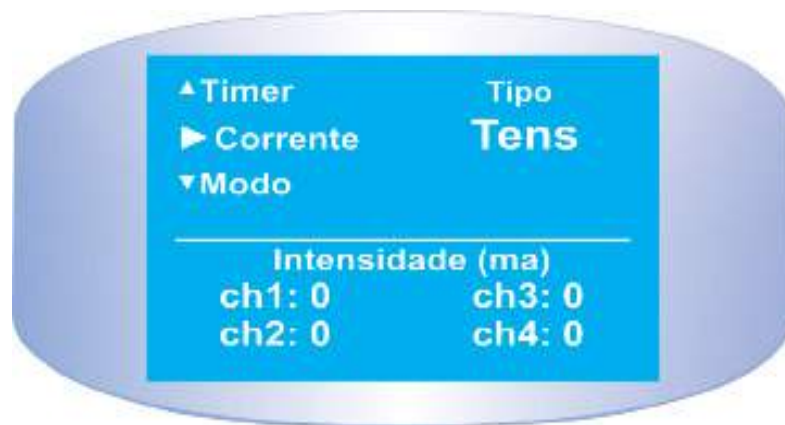 ▲Timer Tipo
► Corrente Tens
▼Modo
Intensidade (ma)
ch1: 0 ch3: 0
ch2: 0 ch4: 0